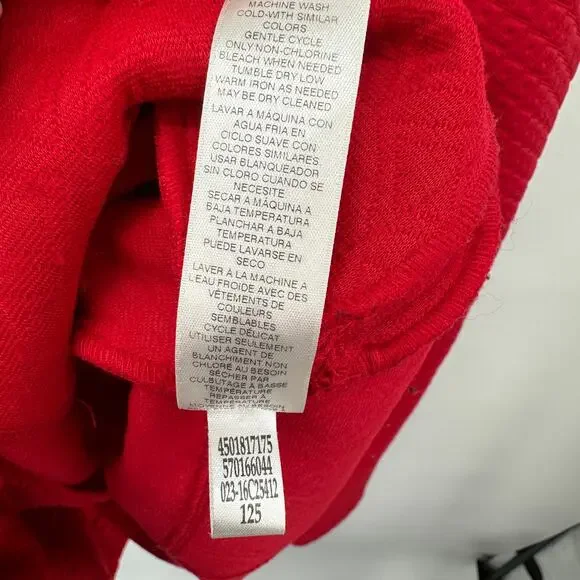 MACHINE WASH
COLD-WITH SIMILAR
COLORS
GENTLE CYCLE
ONLY NON-CHLORINE
BLEACH WHEN NEEDED
TUMBLE DRY LOW
WARM IRON AS NEEDED
MAY BE DRY CLEANED
LAVAR A MÁQUINA CON
AGUA FRIA EN
CICLO SUAVE CON
COLORES SIMILARES
USAR BLANQUEADOR
SIN CLORO CUANDO SE
NECESITE
SECAR A MÁQUINA A
BAJA TEMPERATURA
PLANCHAR A BAJA
TEMPERATURA
PUEDE LAVARSE EN
SECO
LAVER À LA MACHINE A
L'EAU FROIDE AVEC DES
VÊTEMENTS DE
COULEURS
SEMBLABLES
CYCLE DÉLICAT
UTILISER SEULEMENT
UN AGENT DE
BLANCHIMENT NON
CHLORÉ AU BESOIN
SÉCHER PAR
CULBUTAGE À BASSE
TEMPÉRATURE
REPASSER À
TEMPÉRATURE
MOYENNE AU BESOIN
4501817175
570166044
023-16C25412
125